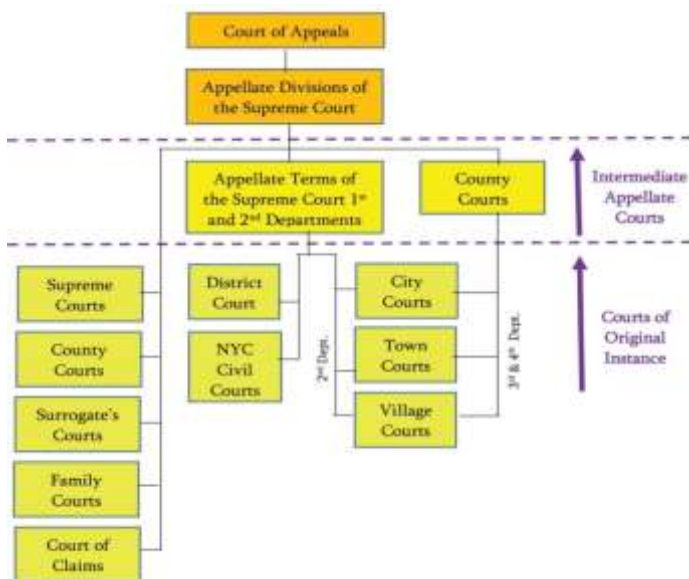 Court of Appeals
Appellate Divisions of
the Supreme Court
Appellate Terms of
the Supreme Court 1st
and 2nd Departments
County
Courts
Intermediate
Appellate
Courts
Supreme
Courts
County
Courts
Surrogate's
Courts
Family
Courts
Court of
Claims
District
Court
NYC
Civil
Courts
2nd Dept.
City
Courts
Town
Courts
Village
Courts
3rd & 4th Dept.
Courts of
Original
Instance